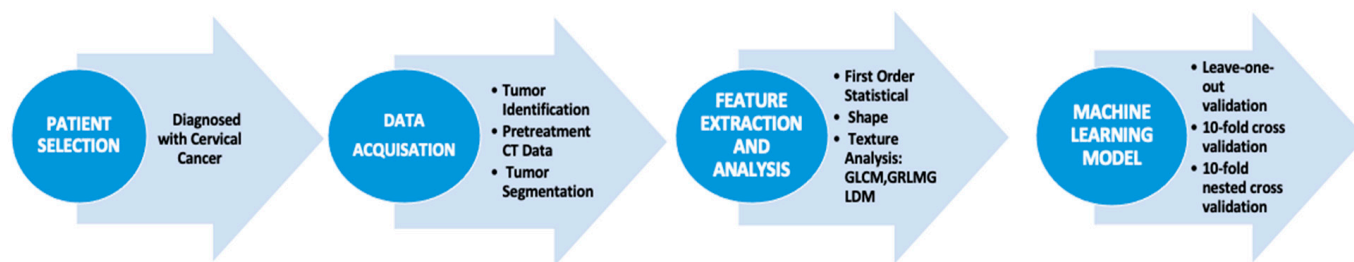 PATIENT
SELECTION
Diagnosed
with Cervical
Cancer
DATA
ACQUISATION
• Tumor
Identification
• Pretreatment
CT Data
• Tumor
Segmentation
FEATURE
EXTRACTION
AND
ANALYSIS
• First Order
Statistical
• Shape
• Texture
Analysis:
GLCM,GRLMG
LDM
MACHINE
LEARNING
MODEL
• Leave-one-
out
validation
• 10-fold cross
validation
• 10-fold
nested cross
validation